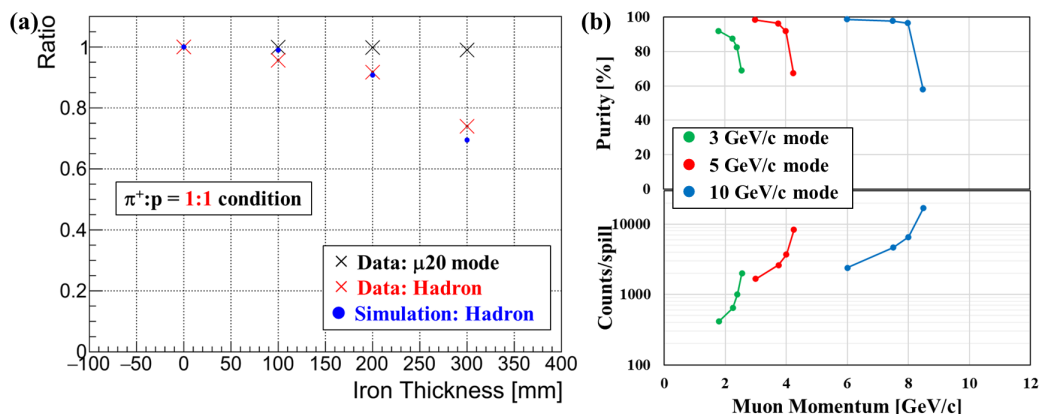 (a)
Ratio
1
0.8
0.6
0.4
0.2
0
−100 −50 0 50 100 150 200 250 300 350 400
Iron Thickness [mm]
π⁺:p = 1:1 condition
Data: μ20 mode
Data: Hadron
Simulation: Hadron
(b)
Purity [%]
100
80
60
40
20
0
3 GeV/c mode
5 GeV/c mode
10 GeV/c mode
Counts/spill
10000
1000
100
0 2 4 6 8 10 12
Muon Momentum [GeV/c]